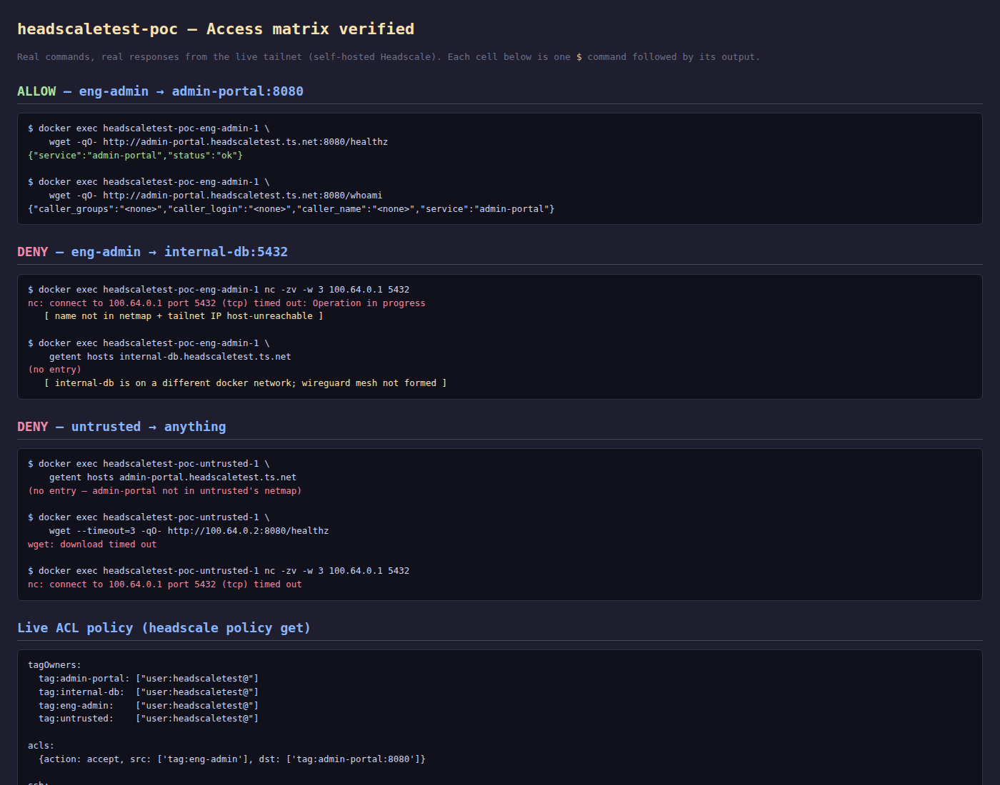 headscaletest-poc — Access matrix verified
Real commands, real responses from the live tailnet (self-hosted Headscale). Each cell below is one $ command followed by its output.
ALLOW — eng-admin → admin-portal:8080
$ docker exec headscaletest-poc-eng-admin-1 \
    wget -qO- http://admin-portal.headscaletest.ts.net:8080/healthz
{"service":"admin-portal","status":"ok"}
$ docker exec headscaletest-poc-eng-admin-1 \
    wget -qO- http://admin-portal.headscaletest.ts.net:8080/whoami
{"caller_groups":"<none>","caller_login":"<none>","caller_name":"<none>","service":"admin-portal"}
DENY — eng-admin → internal-db:5432
$ docker exec headscaletest-poc-eng-admin-1 nc -zv -w 3 100.64.0.1 5432
nc: connect to 100.64.0.1 port 5432 (tcp) timed out: Operation in progress
   [ name not in netmap + tailnet IP host-unreachable ]
$ docker exec headscaletest-poc-eng-admin-1 \
    getent hosts internal-db.headscaletest.ts.net
(no entry)
   [ internal-db is on a different docker network; wireguard mesh not formed ]
DENY — untrusted → anything
$ docker exec headscaletest-poc-untrusted-1 \
    getent hosts admin-portal.headscaletest.ts.net
(no entry — admin-portal not in untrusted's netmap)
$ docker exec headscaletest-poc-untrusted-1 \
    wget --timeout=3 -qO- http://100.64.0.2:8080/healthz
wget: download timed out
$ docker exec headscaletest-poc-untrusted-1 nc -zv -w 3 100.64.0.1 5432
nc: connect to 100.64.0.1 port 5432 (tcp) timed out
Live ACL policy (headscale policy get)
tagOwners:
  tag:admin-portal: ["user:headscaletest@"]
  tag:internal-db:  ["user:headscaletest@"]
  tag:eng-admin:    ["user:headscaletest@"]
  tag:untrusted:    ["user:headscaletest@"]
acls:
  {action: accept, src: ['tag:eng-admin'], dst: ['tag:admin-portal:8080']}
ssh: